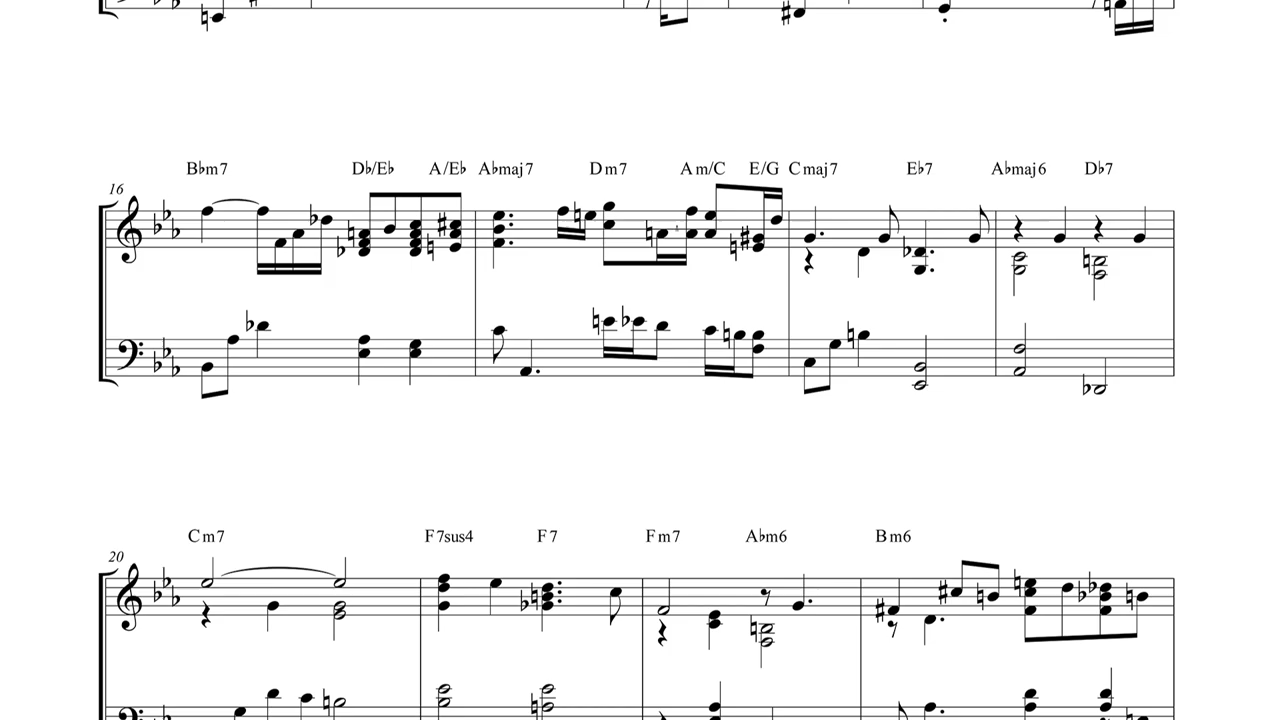 B♭m7 D♭/E♭ A/E♭ A♭maj7 Dm7 Am/C E/G Cmaj7 E♭7 A♭maj6 D♭7
16
Cm7 F7sus4 F7 Fm7 A♭m6 Bm6
20